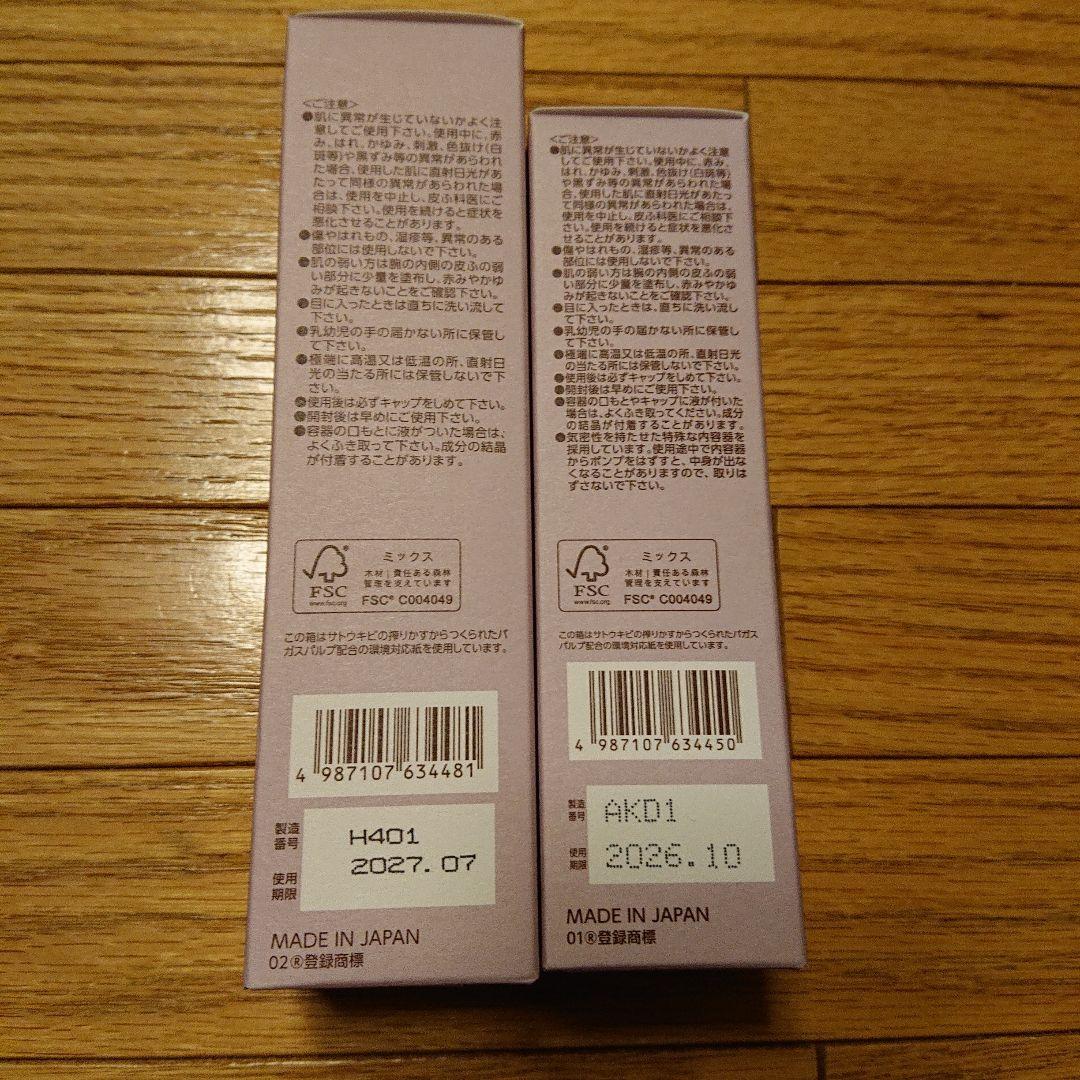 <ご注意>
●肌に異常が生じていないかよく注
意してご使用下さい。使用中に、赤
み、はれ、かゆみ、刺激、色抜け(白
斑等)や黒ずみ等の異常があらわれ
た場合、使用した肌に直射日光があ
たって同様の異常があらわれた場
合は、使用を中止し、皮ふ科医にご
相談下さい。使用を続けると症状を
悪化させることがあります。
●傷やはれもの、湿疹等、異常のある
部位には使用しないで下さい。
●肌の弱い方は腕の内側の皮ふの弱
い部分に少量を塗布し、赤みやかゆ
みが起きないことをご確認下さい。
●目に入ったときは直ちに洗い流して
下さい。
●乳幼児の手の届かない所に保管し
て下さい。
●極端に高温又は低温の所、直射日
光の当たる所には保管しないで下
さい。
●使用後は必ずキャップをしめて下さい。
●開封後は早めにご使用下さい。
●容器の口もとに液がついた場合は、
よくふき取って下さい。成分の結晶
が付着することがあります。
FSC
www.fsc.org
ミックス
木材|責任ある森林
管理を支えています
FSC® C004049
この箱はサトウキビの搾りかすからつくられたバ
ガスパルプ配合の環境対応紙を使用しています。
4 987107 634481
製造
番号
H401
2027.07
使用
期限
MADE IN JAPAN
02®登録商標
<ご注意>
●肌に異常が生じていないかよく注意
してご使用下さい。使用中に、赤み、
はれ、かゆみ、刺激、色抜け(白斑等)
や黒ずみ等の異常があらわれた場
合、使用した肌に直射日光があたっ
て同様の異常があらわれた場合は、
使用を中止し、皮ふ科医にご相談下
さい。使用を続けると症状を悪化さ
せることがあります。
●傷やはれもの、湿疹等、異常のある
部位には使用しないで下さい。
●肌の弱い方は腕の内側の皮ふの弱
い部分に少量を塗布し、赤みやかゆ
みが起きないことをご確認下さい。
●目に入ったときは、直ちに洗い流し
て下さい。
●乳幼児の手の届かない所に保管し
て下さい。
●極端に高温又は低温の所、直射日光
の当たる所には保管しないで下さい。
●使用後は必ずキャップをしめて下さい。
●開封後は早めにご使用下さい。
●容器の口もとやキャップに液が付いた
場合は、よくふき取ってください。成分
の結晶が付着することがあります。
●気密性を持たせた特殊な内容器を
採用しています。使用途中で内容器
からポンプをはずすと、中身が出な
くなることがありますので、取りは
ずさないで下さい。
FSC
www.fsc.org
ミックス
木材|責任ある森林
管理を支えています
FSC® C004049
この箱はサトウキビの搾りかすからつくられたバガス
パルプ配合の環境対応紙を使用しています。
4 987107 634450
製造
番号
AKD1
使用
期限
2026.10
MADE IN JAPAN
01®登録商標